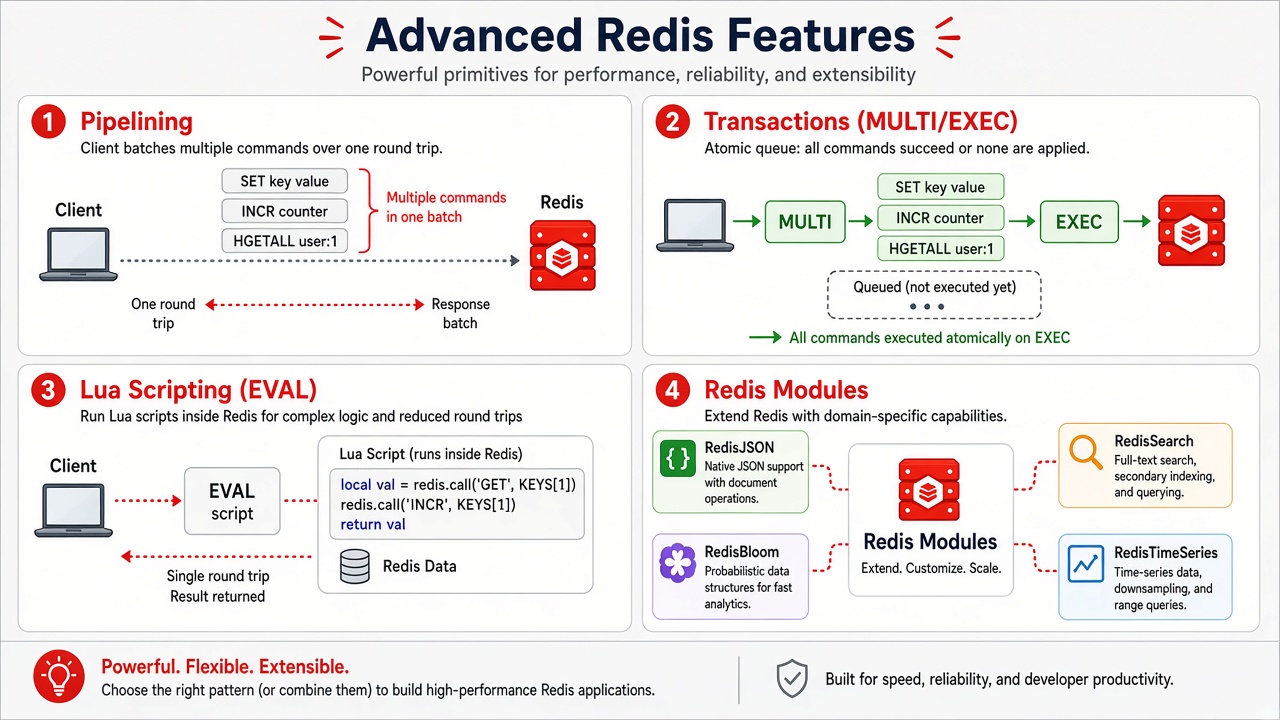 Advanced Redis Features
Powerful primitives for performance, reliability, and extensibility
1 Pipelining
Client batches multiple commands over one round trip.
Client
SET key value
INCR counter
HGETALL user:1
Multiple commands
in one batch
Redis
One round
trip
Response
batch
2 Transactions (MULTI/EXEC)
Atomic queue: all commands succeed or none are applied.
MULTI
SET key value
INCR counter
HGETALL user:1
EXEC
Queued (not executed yet)
All commands executed atomically on EXEC
3 Lua Scripting (EVAL)
Run Lua scripts inside Redis for complex logic and reduced round trips
Client
EVAL
script
Lua Script (runs inside Redis)
local val = redis.call('GET', KEYS[1])
redis.call('INCR', KEYS[1])
return val
Redis Data
Single round trip
Result returned
4 Redis Modules
Extend Redis with domain-specific capabilities.
{} RedisJSON
Native JSON support
with document
operations.
RedisBloom
Probabilistic data
structures for fast
analytics.
Redis Modules
Extend. Customize. Scale.
RedisSearch
Full-text search,
secondary indexing,
and querying.
RedisTimeSeries
Time-series data,
downsampling, and
range queries.
Powerful. Flexible. Extensible.
Choose the right pattern (or combine them) to build high-performance Redis applications.
Built for speed, reliability, and developer productivity.